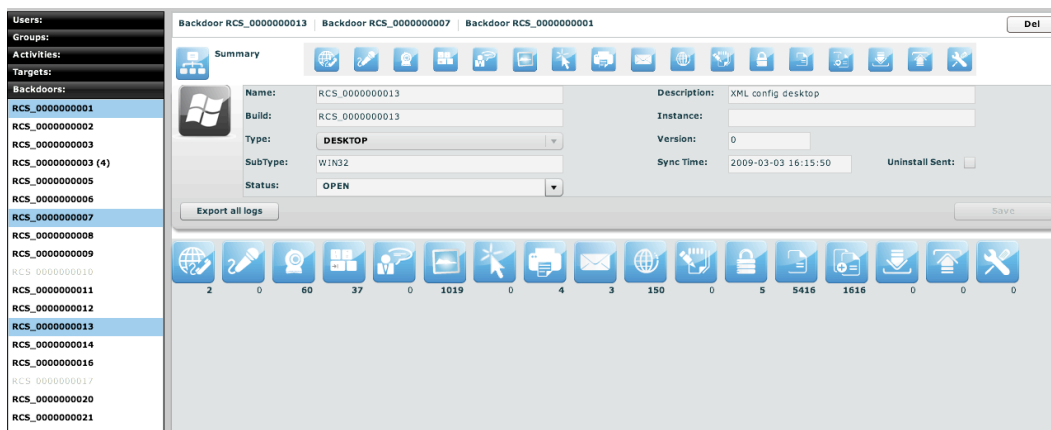 Users:
Groups:
Activities:
Targets:
Backdoors:
RCS_0000000001
RCS_0000000002
RCS_0000000003
RCS_0000000003 (4)
RCS_0000000005
RCS_0000000006
RCS_0000000007
RCS_0000000008
RCS_0000000009
RCS_0000000010
RCS_0000000011
RCS_0000000012
RCS_0000000013
RCS_0000000014
RCS_0000000016
RCS_0000000017
RCS_0000000020
RCS_0000000021
Backdoor RCS_0000000013 Backdoor RCS_0000000007 Backdoor RCS_0000000001 Del
Summary
Name: RCS_0000000013 Description: XML config desktop
Build: RCS_0000000013 Instance:
Type: DESKTOP Version: 0
SubType: WIN32 Sync Time: 2009-03-03 16:15:50 Uninstall Sent:
Status: OPEN
Export all logs Save
2 0 60 37 0 1019 0 4 3 150 0 5 5416 1616 0 0 0